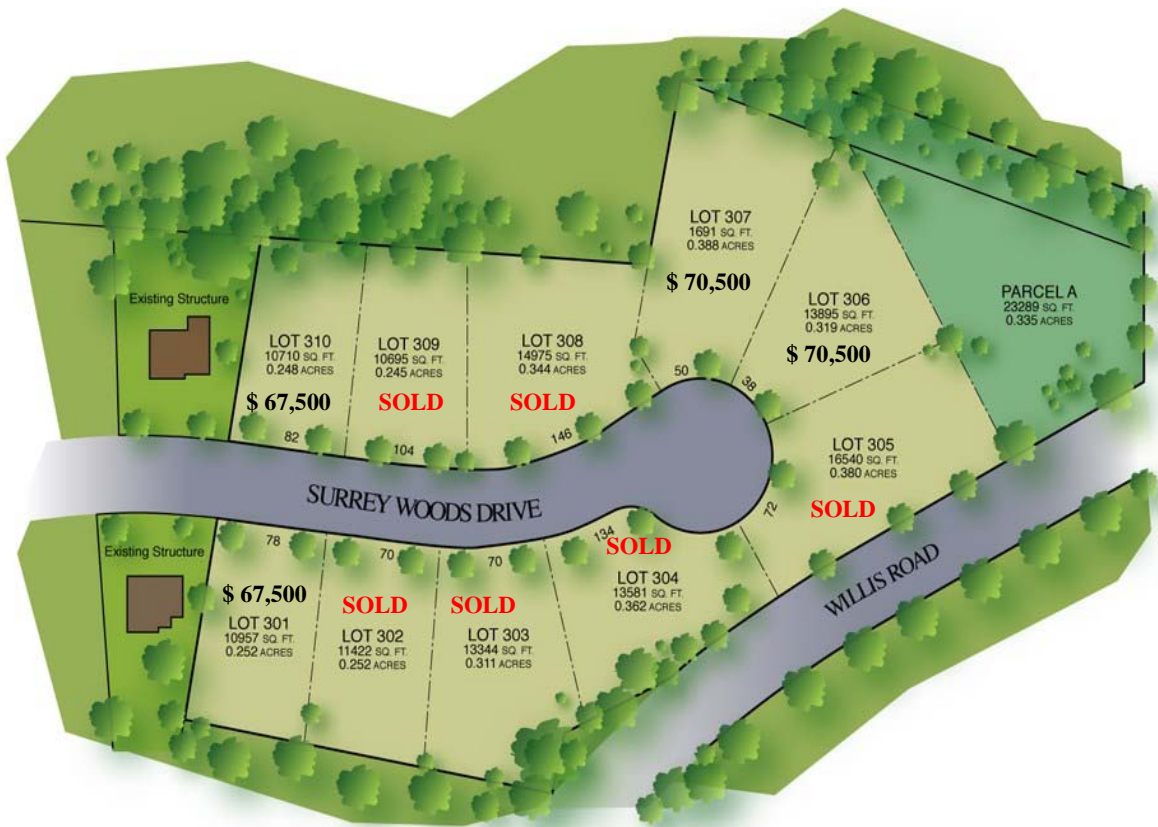 LOT 307
1691 SQ. FT.
0.388 ACRES
$ 70,500
LOT 306
13895 SQ. FT.
0.319 ACRES
$ 70,500
PARCEL A
23289 SQ. FT.
0.335 ACRES
Existing Structure
LOT 310
10710 SQ. FT.
0.248 ACRES
$ 67,500
82
LOT 309
10695 SQ. FT.
0.245 ACRES
SOLD
104
LOT 308
14975 SQ. FT.
0.344 ACRES
SOLD
146
50
38
LOT 305
16540 SQ. FT.
0.380 ACRES
SOLD
72
SURREY WOODS DRIVE
WILLIS ROAD
Existing Structure
78
$ 67,500
LOT 301
10957 SQ. FT.
0.252 ACRES
70
SOLD
LOT 302
11422 SQ. FT.
0.252 ACRES
70
SOLD
LOT 303
13344 SQ. FT.
0.311 ACRES
134
SOLD
LOT 304
13581 SQ. FT.
0.362 ACRES